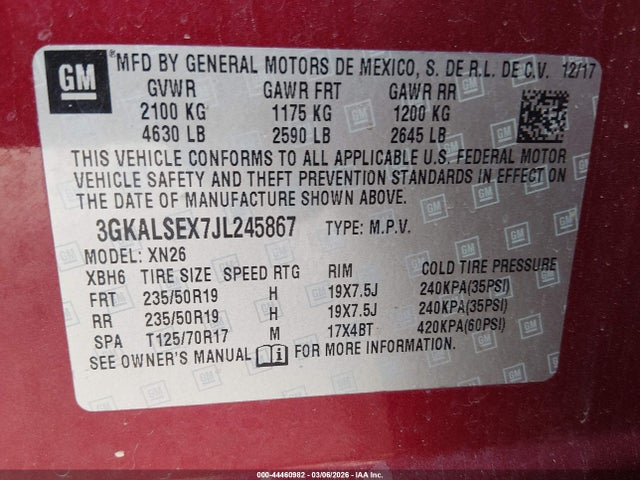 GM
MFD BY GENERAL MOTORS DE MEXICO, S. DE R.L. DE C.V. 12/17
GVWR GAWR FRT GAWR RR
2100 KG 1175 KG 1200 KG
4630 LB 2590 LB 2645 LB
THIS VEHICLE CONFORMS TO ALL APPLICABLE U.S. FEDERAL MOTOR
VEHICLE SAFETY AND THEFT PREVENTION STANDARDS IN EFFECT ON
THE DATE OF MANUFACTURE SHOWN ABOVE.
3GKALSEX7JL245867 TYPE: M.P.V.
MODEL: XN26
XBH6 TIRE SIZE SPEED RTG RIM COLD TIRE PRESSURE
FRT 235/50R19 H 19X7.5J 240KPA(35PSI)
RR 235/50R19 H 19X7.5J 240KPA(35PSI)
SPA T125/70R17 M 17X4BT 420KPA(60PSI)
SEE OWNER'S MANUAL FOR MORE INFORMATION.
000-44460982 - 03/06/2026 - IAA Inc.